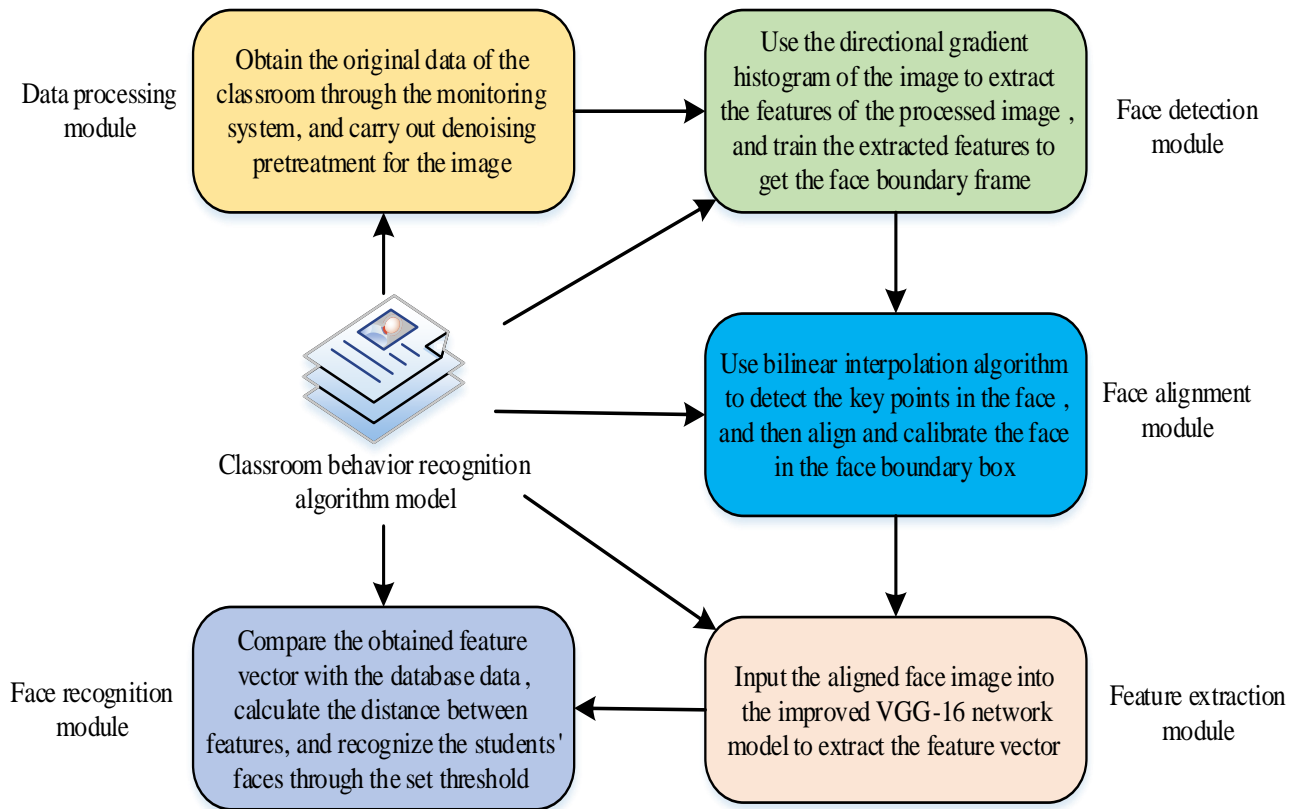 Data processing
module
Obtain the original data of the
classroom through the monitoring
system, and carry out denoising
pretreatment for the image
Use the directional gradient
histogram of the image to extract
the features of the processed image ,
and train the extracted features to
get the face boundary frame
Face detection
module
Classroom behavior recognition
algorithm model
Use bilinear interpolation algorithm
to detect the key points in the face ,
and then align and calibrate the face
in the face boundary box
Face alignment
module
Face recognition
module
Compare the obtained feature
vector with the database data ,
calculate the distance between
features, and recognize the students'
faces through the set threshold
Input the aligned face image into
the improved VGG-16 network
model to extract the feature vector
Feature extraction
module